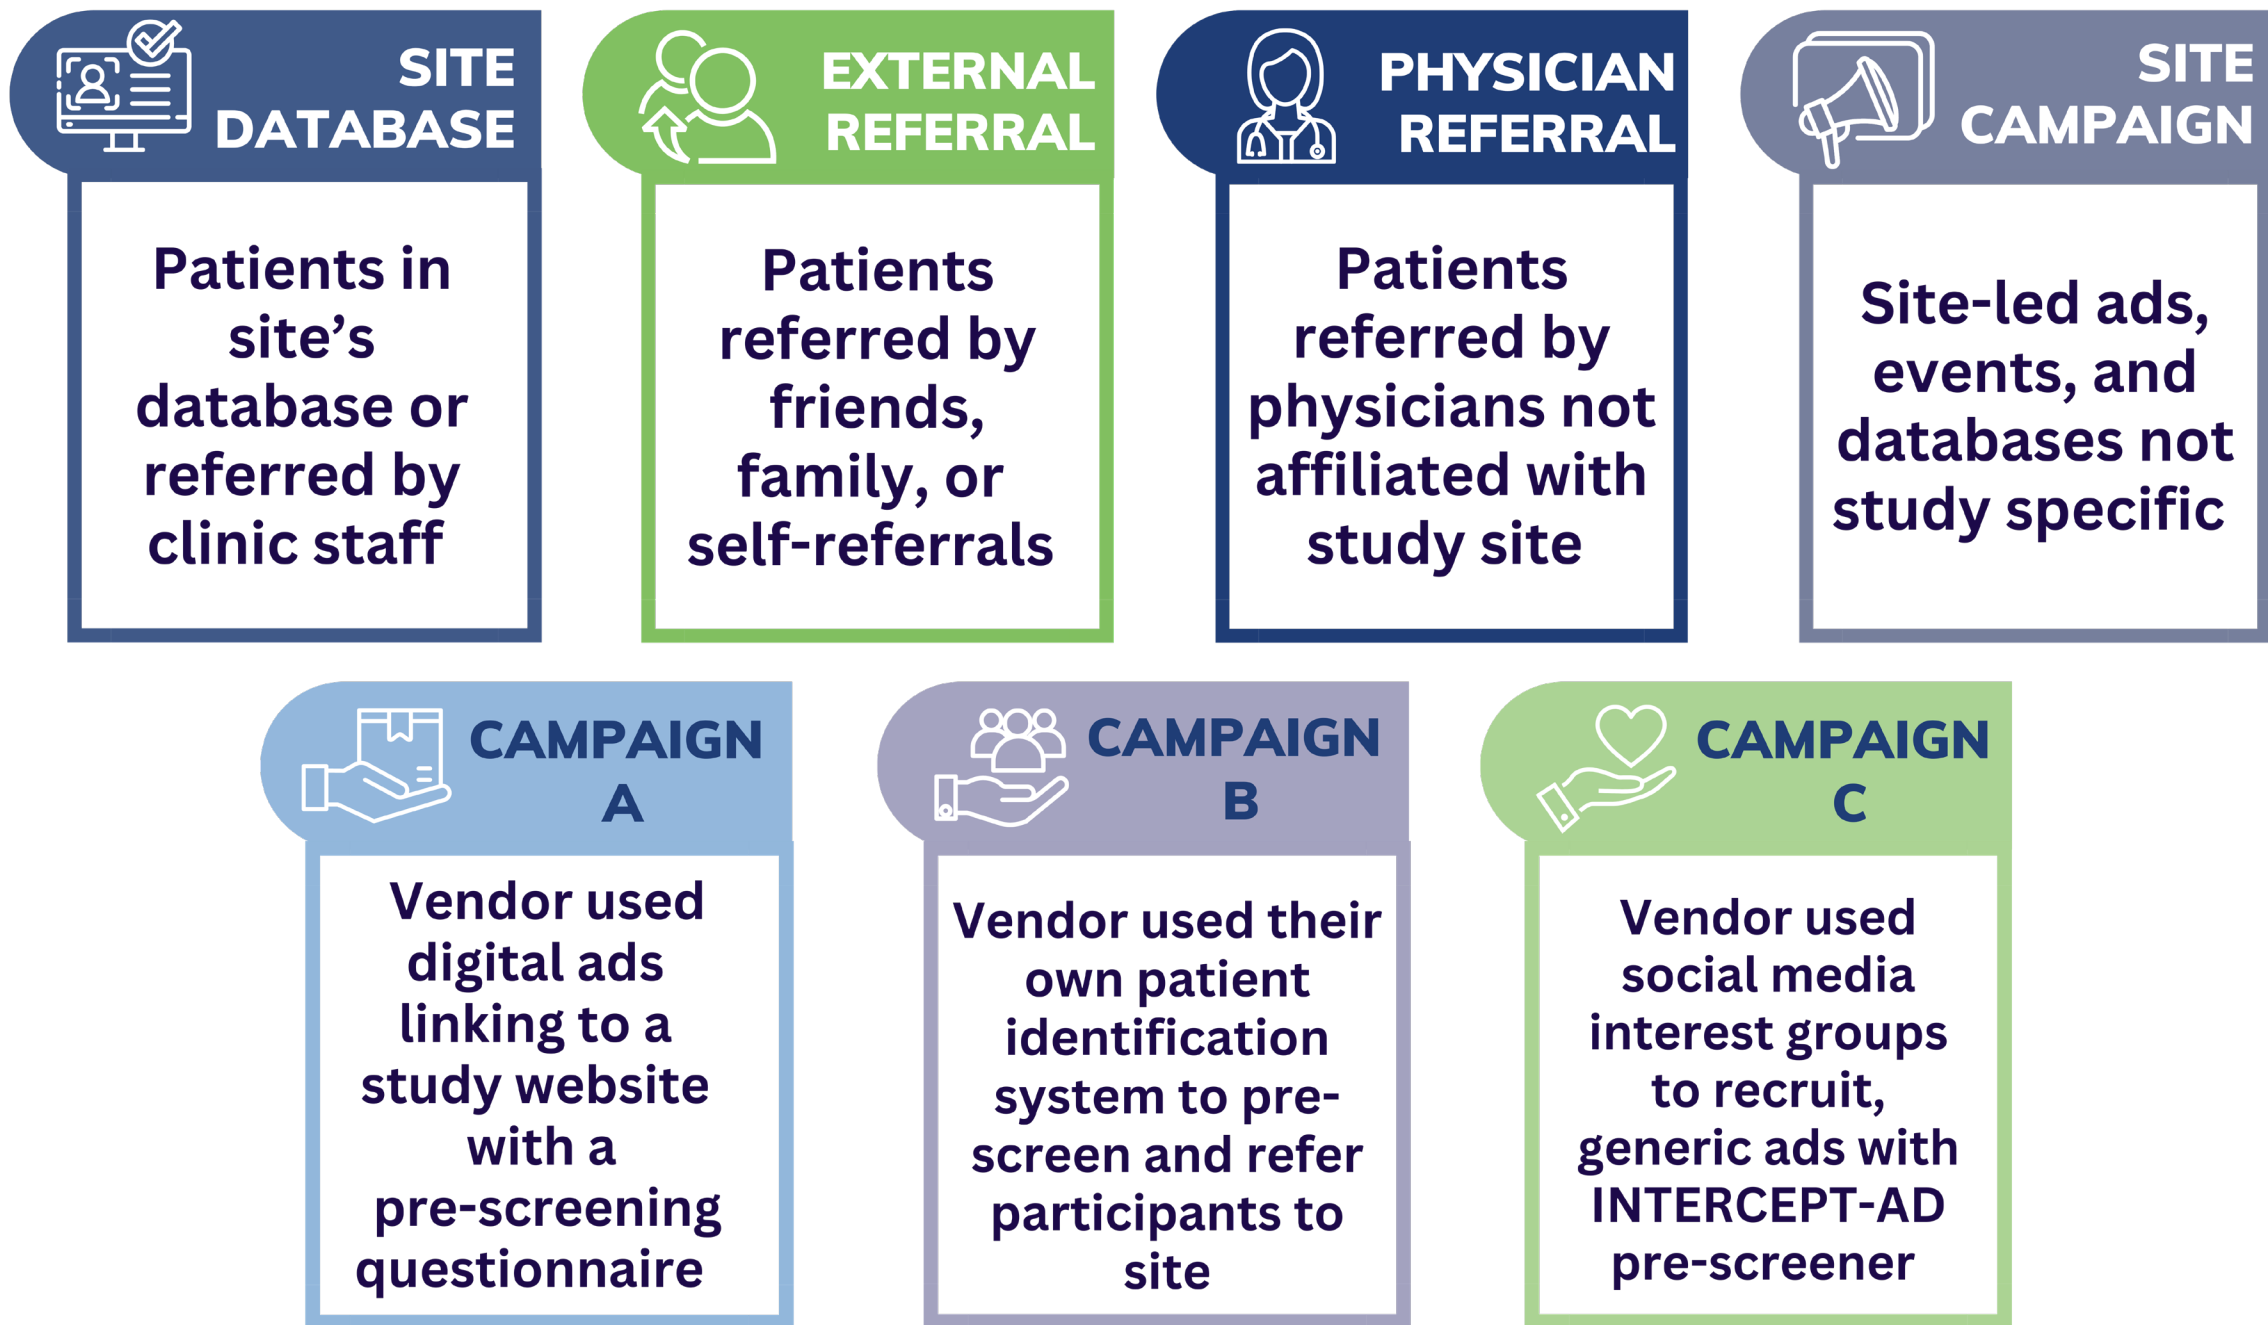 SITE
DATABASE
Patients in
site's
database or
referred by
clinic staff
EXTERNAL
REFERRAL
Patients
referred by
friends,
family, or
self-referrals
PHYSICIAN
REFERRAL
Patients
referred by
physicians not
affiliated with
study site
SITE
CAMPAIGN
Site-led ads,
events, and
databases not
study specific
CAMPAIGN
A
Vendor used
digital ads
linking to a
study website
with a
pre-screening
questionnaire
CAMPAIGN
B
Vendor used their
own patient
identification
system to pre-
screen and refer
participants to
site
CAMPAIGN
C
Vendor used
social media
interest groups
to recruit,
generic ads with
INTERCEPT-AD
pre-screener